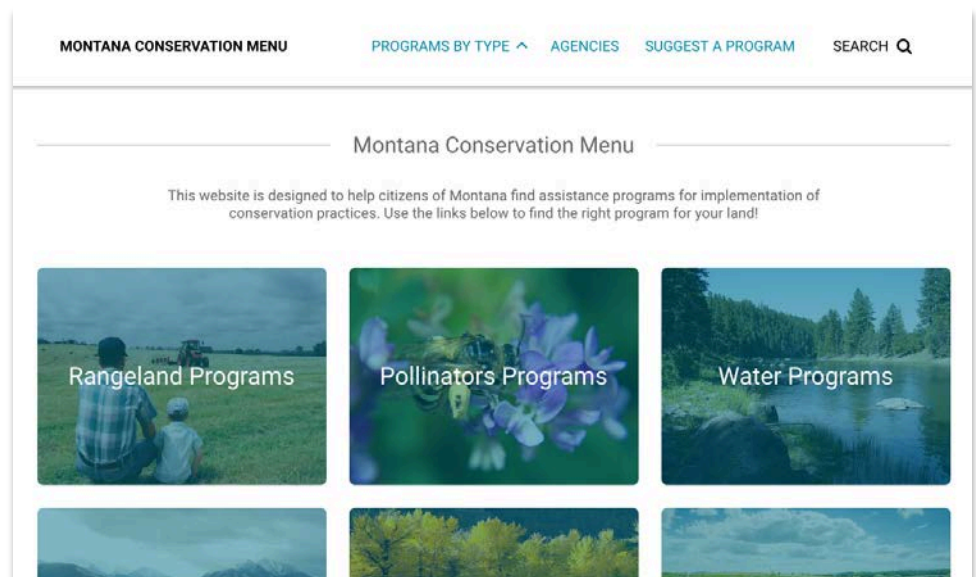 MONTANA CONSERVATION MENU PROGRAMS BY TYPE AGENCIES SUGGEST A PROGRAM SEARCH
Montana Conservation Menu
This website is designed to help citizens of Montana find assistance programs for implementation of
conservation practices. Use the links below to find the right program for your land!
Rangeland Programs
Pollinators Programs
Water Programs